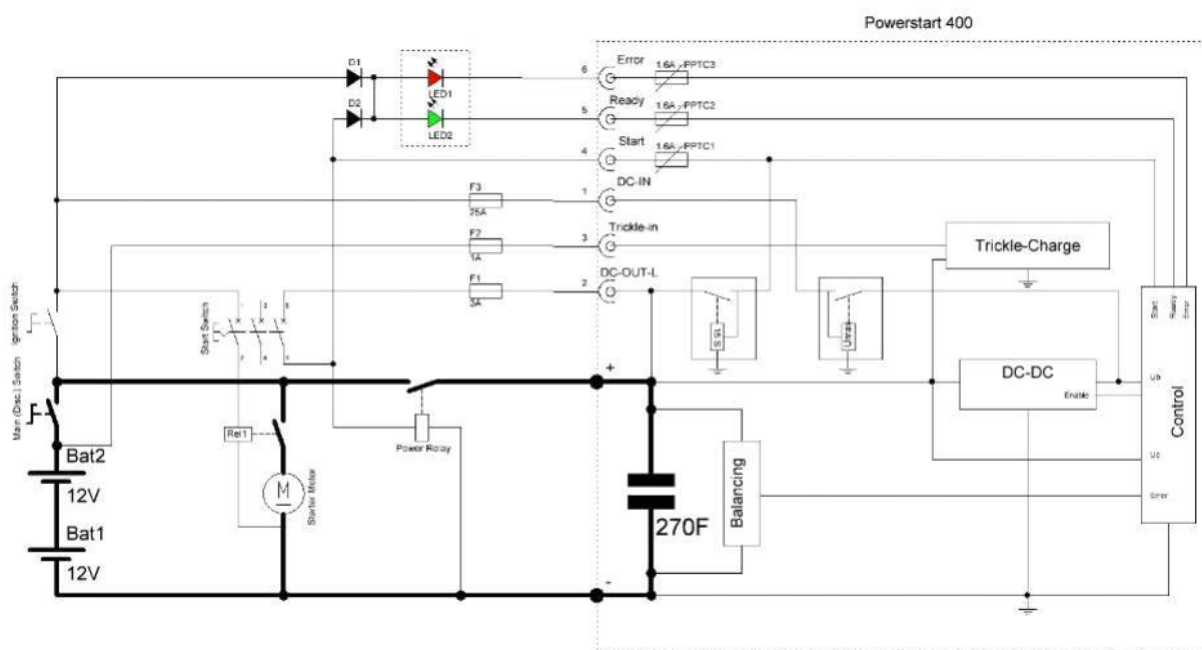 Powerstart 400
D1
D2
LED1
LED2
6
Error
1.6A
PPTC3
5
Ready
1.6A
PPTC2
4
Start
1.6A
PPTC1
F3
25A
1
DC-IN
F2
1A
3
Trickle-in
F1
5A
2
DC-OUT-L
Trickle-Charge
Ignition Switch
Start Switch
Main (Disc.) Switch
Bat2
12V
Bat1
12V
Rel1
M
Starter Motor
Power Relay
+
-
270F
Balancing
DC-DC
Enable
Start
Ready
Error
Control
Error